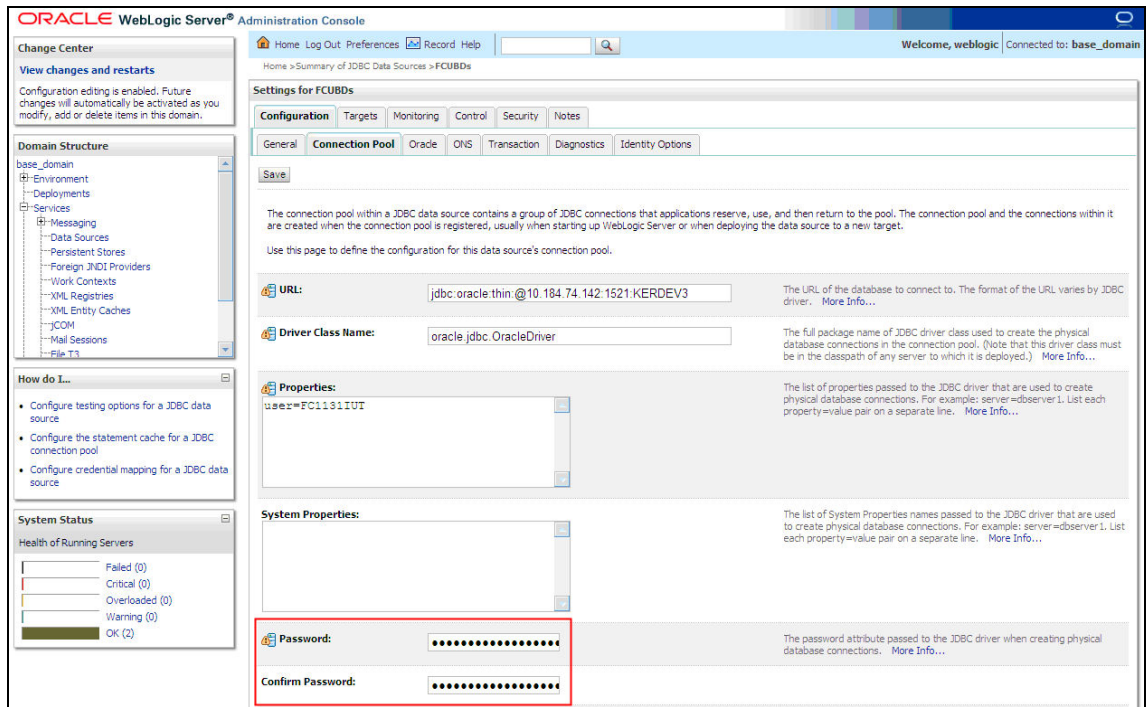 ORACLE WebLogic Server® Administration Console
Change Center
View changes and restarts
Configuration editing is enabled. Future
changes will automatically be activated as you
modify, add or delete items in this domain.
Domain Structure
base_domain
Environment
Deployments
Services
Messaging
Data Sources
Persistent Stores
Foreign JNDI Providers
Work Contexts
XML Registries
XML Entity Caches
jCOM
Mail Sessions
File T3
How do I...
Configure testing options for a JDBC data
source
Configure the statement cache for a JDBC
connection pool
Configure credential mapping for a JDBC data
source
System Status
Health of Running Servers
Failed (0)
Critical (0)
Overloaded (0)
Warning (0)
OK (2)
Home Log Out Preferences Record Help
Welcome, weblogic Connected to: base_domain
Home >Summary of JDBC Data Sources >FCUBDs
Settings for FCUBDs
Configuration Targets Monitoring Control Security Notes
General Connection Pool Oracle ONS Transaction Diagnostics Identity Options
Save
The connection pool within a JDBC data source contains a group of JDBC connections that applications reserve, use, and then return to the pool. The connection pool and the connections within it
are created when the connection pool is registered, usually when starting up WebLogic Server or when deploying the data source to a new target.
Use this page to define the configuration for this data source's connection pool.
URL:
jdbc:oracle:thin:@10.184.74.142:1521:KERDEV3
The URL of the database to connect to. The format of the URL varies by JDBC
driver. More Info...
Driver Class Name:
oracle.jdbc.OracleDriver
The full package name of JDBC driver class used to create the physical
database connections in the connection pool. (Note that this driver class must
be in the classpath of any server to which it is deployed.) More Info...
Properties:
user=FC1131IUT
The list of properties passed to the JDBC driver that are used to create
physical database connections. For example: server=dbserver1. List each
property=value pair on a separate line. More Info...
System Properties:
The list of System Properties names passed to the JDBC driver that are used
to create physical database connections. For example: server=dbserver1. List
each property=value pair on a separate line. More Info...
Password:
The password attribute passed to the JDBC driver when creating physical
database connections. More Info...
Confirm Password: